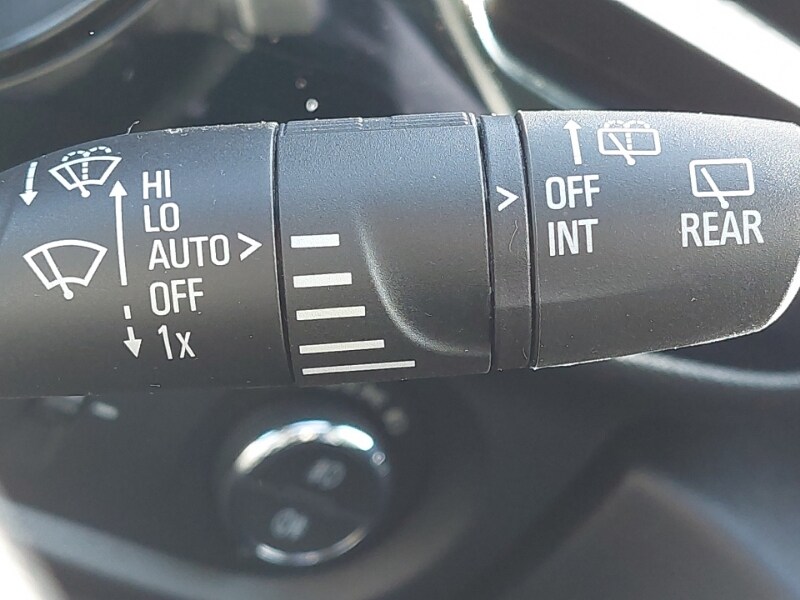 HI
LO
AUTO >
OFF
1x
>
OFF
INT
REAR